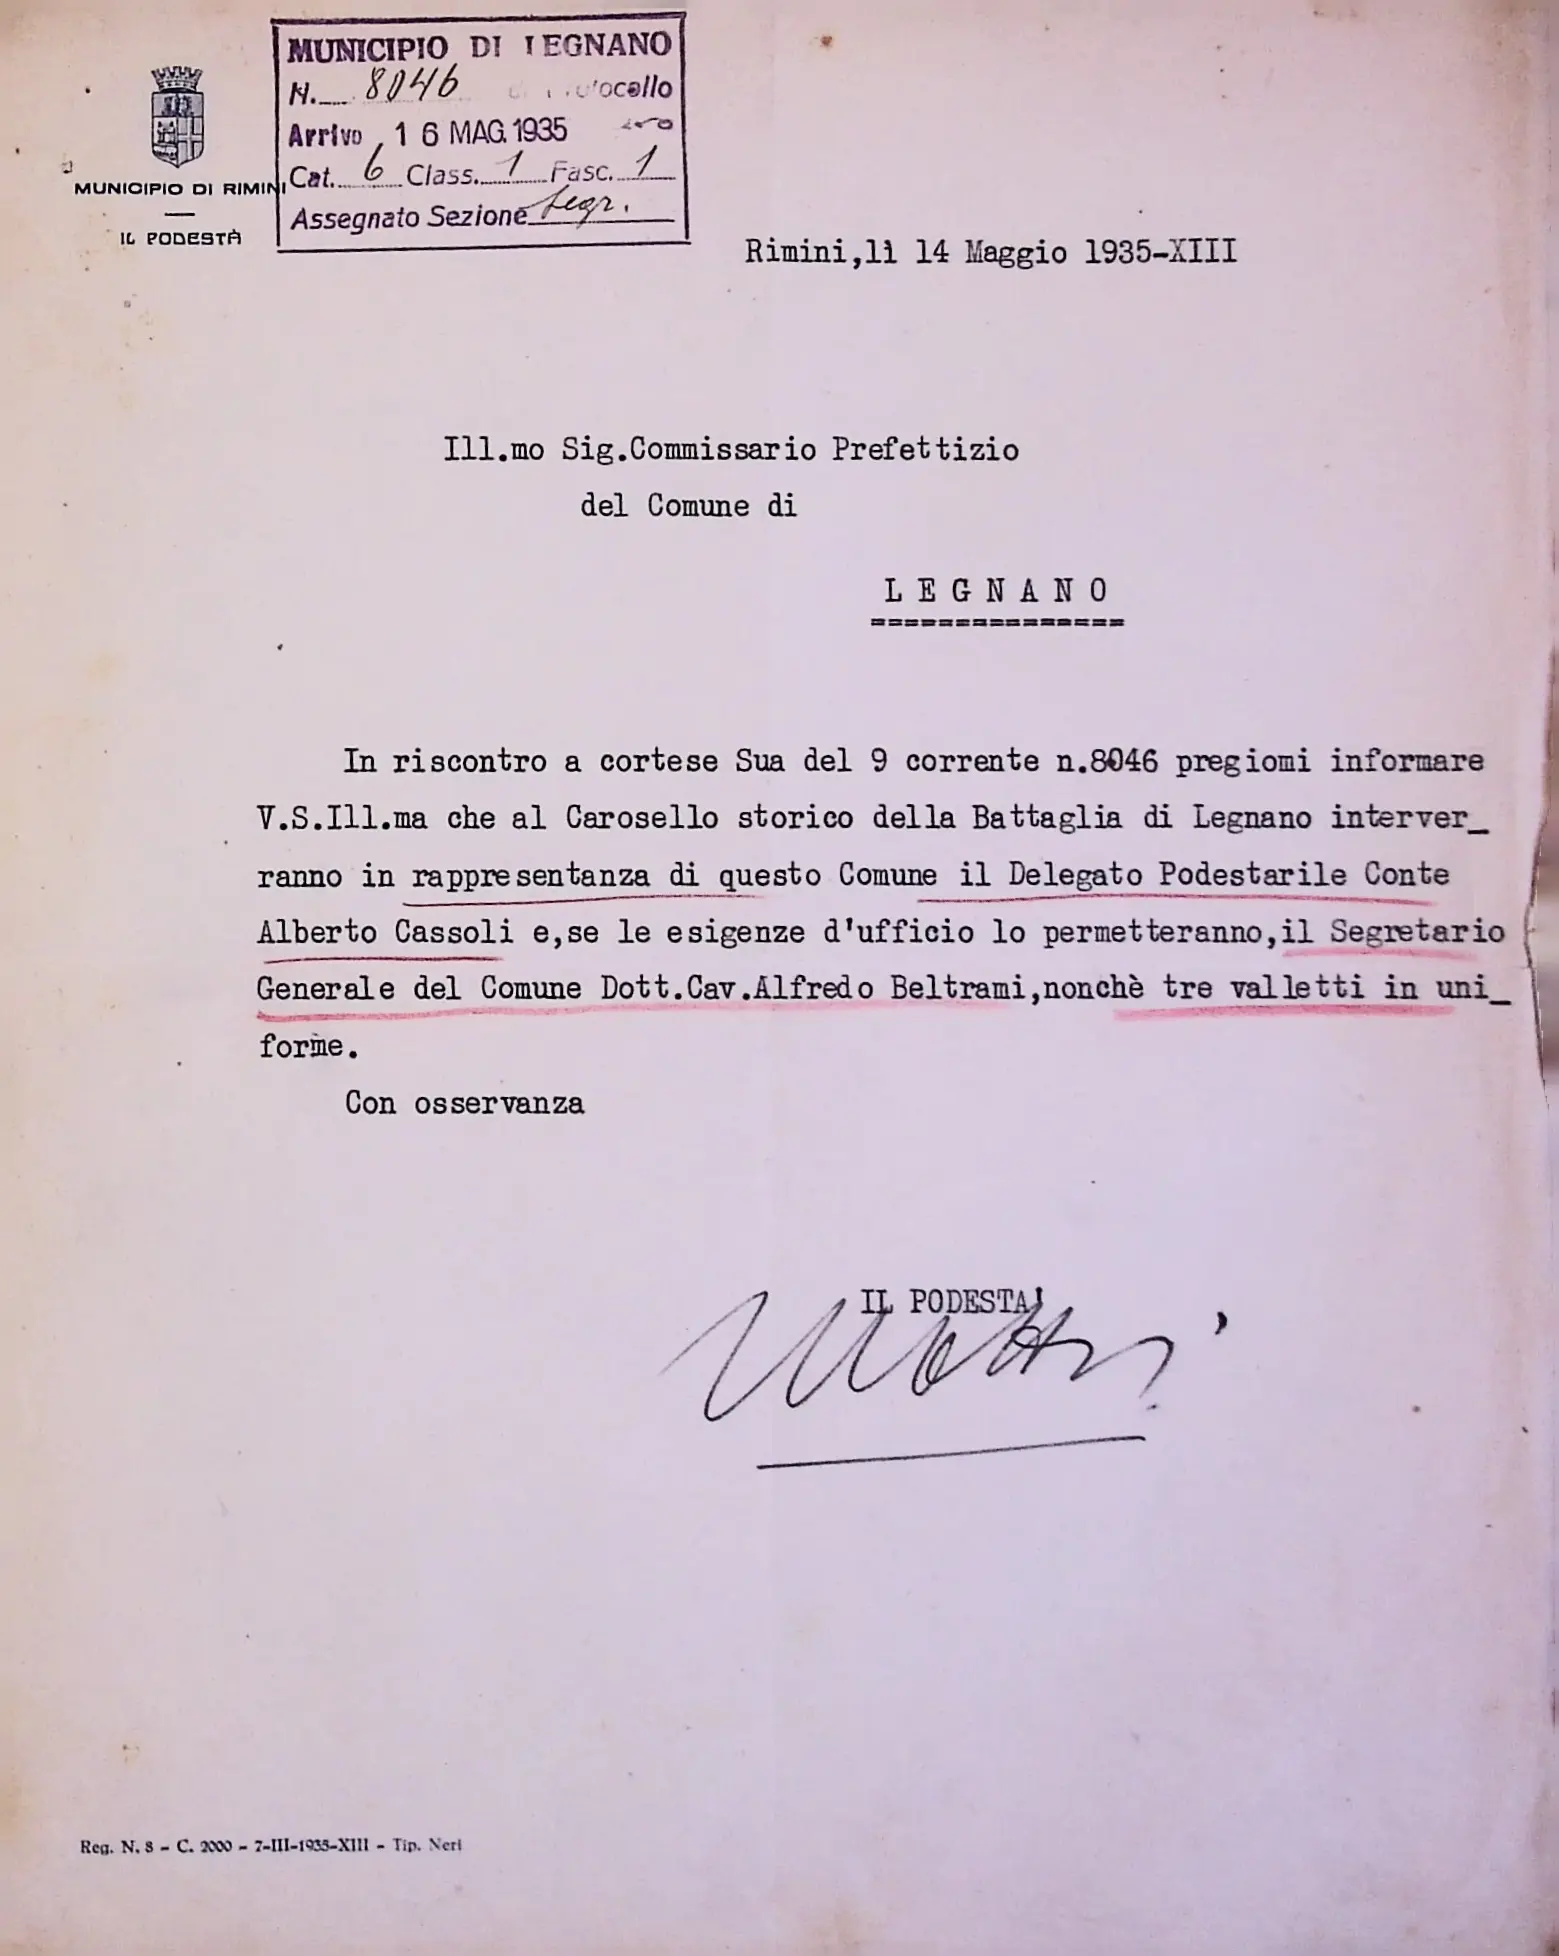 MUNICIPIO DI RIMINI
IL PODESTÀ
MUNICIPIO DI LEGNANO
N. 8046
Arrivo 16 MAG. 1935
Cat. 6 Class. 1 Fasc. 1
Assegnato Sezione Segr.
Rimini,lì 14 Maggio 1935-XIII
Ill.mo Sig.Commissario Prefettizio
del Comune di
LEGNANO
In riscontro a cortese Sua del 9 corrente n.8046 pregiomi informare
V.S.Ill.ma che al Carosello storico della Battaglia di Legnano interver_
ranno in rappresentanza di questo Comune il Delegato Podestarile Conte
Alberto Cassoli e,se le esigenze d'ufficio lo permetteranno,il Segretario
Generale del Comune Dott.Cav.Alfredo Beltrami,nonchè tre valletti in uni_
forme.
Con osservanza
IL PODESTA'
Reg. N. 8 - C. 2000 - 7-III-1935-XIII - Tip. Neri